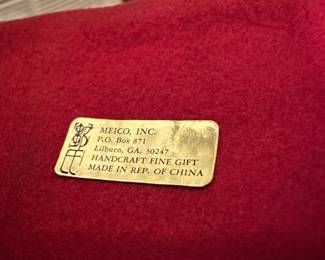 MEICO, INC.
P.O. Box 871
Lilburn, GA. 30247
HANDCRAFT FINE GIFT
MADE IN REP. OF CHINA